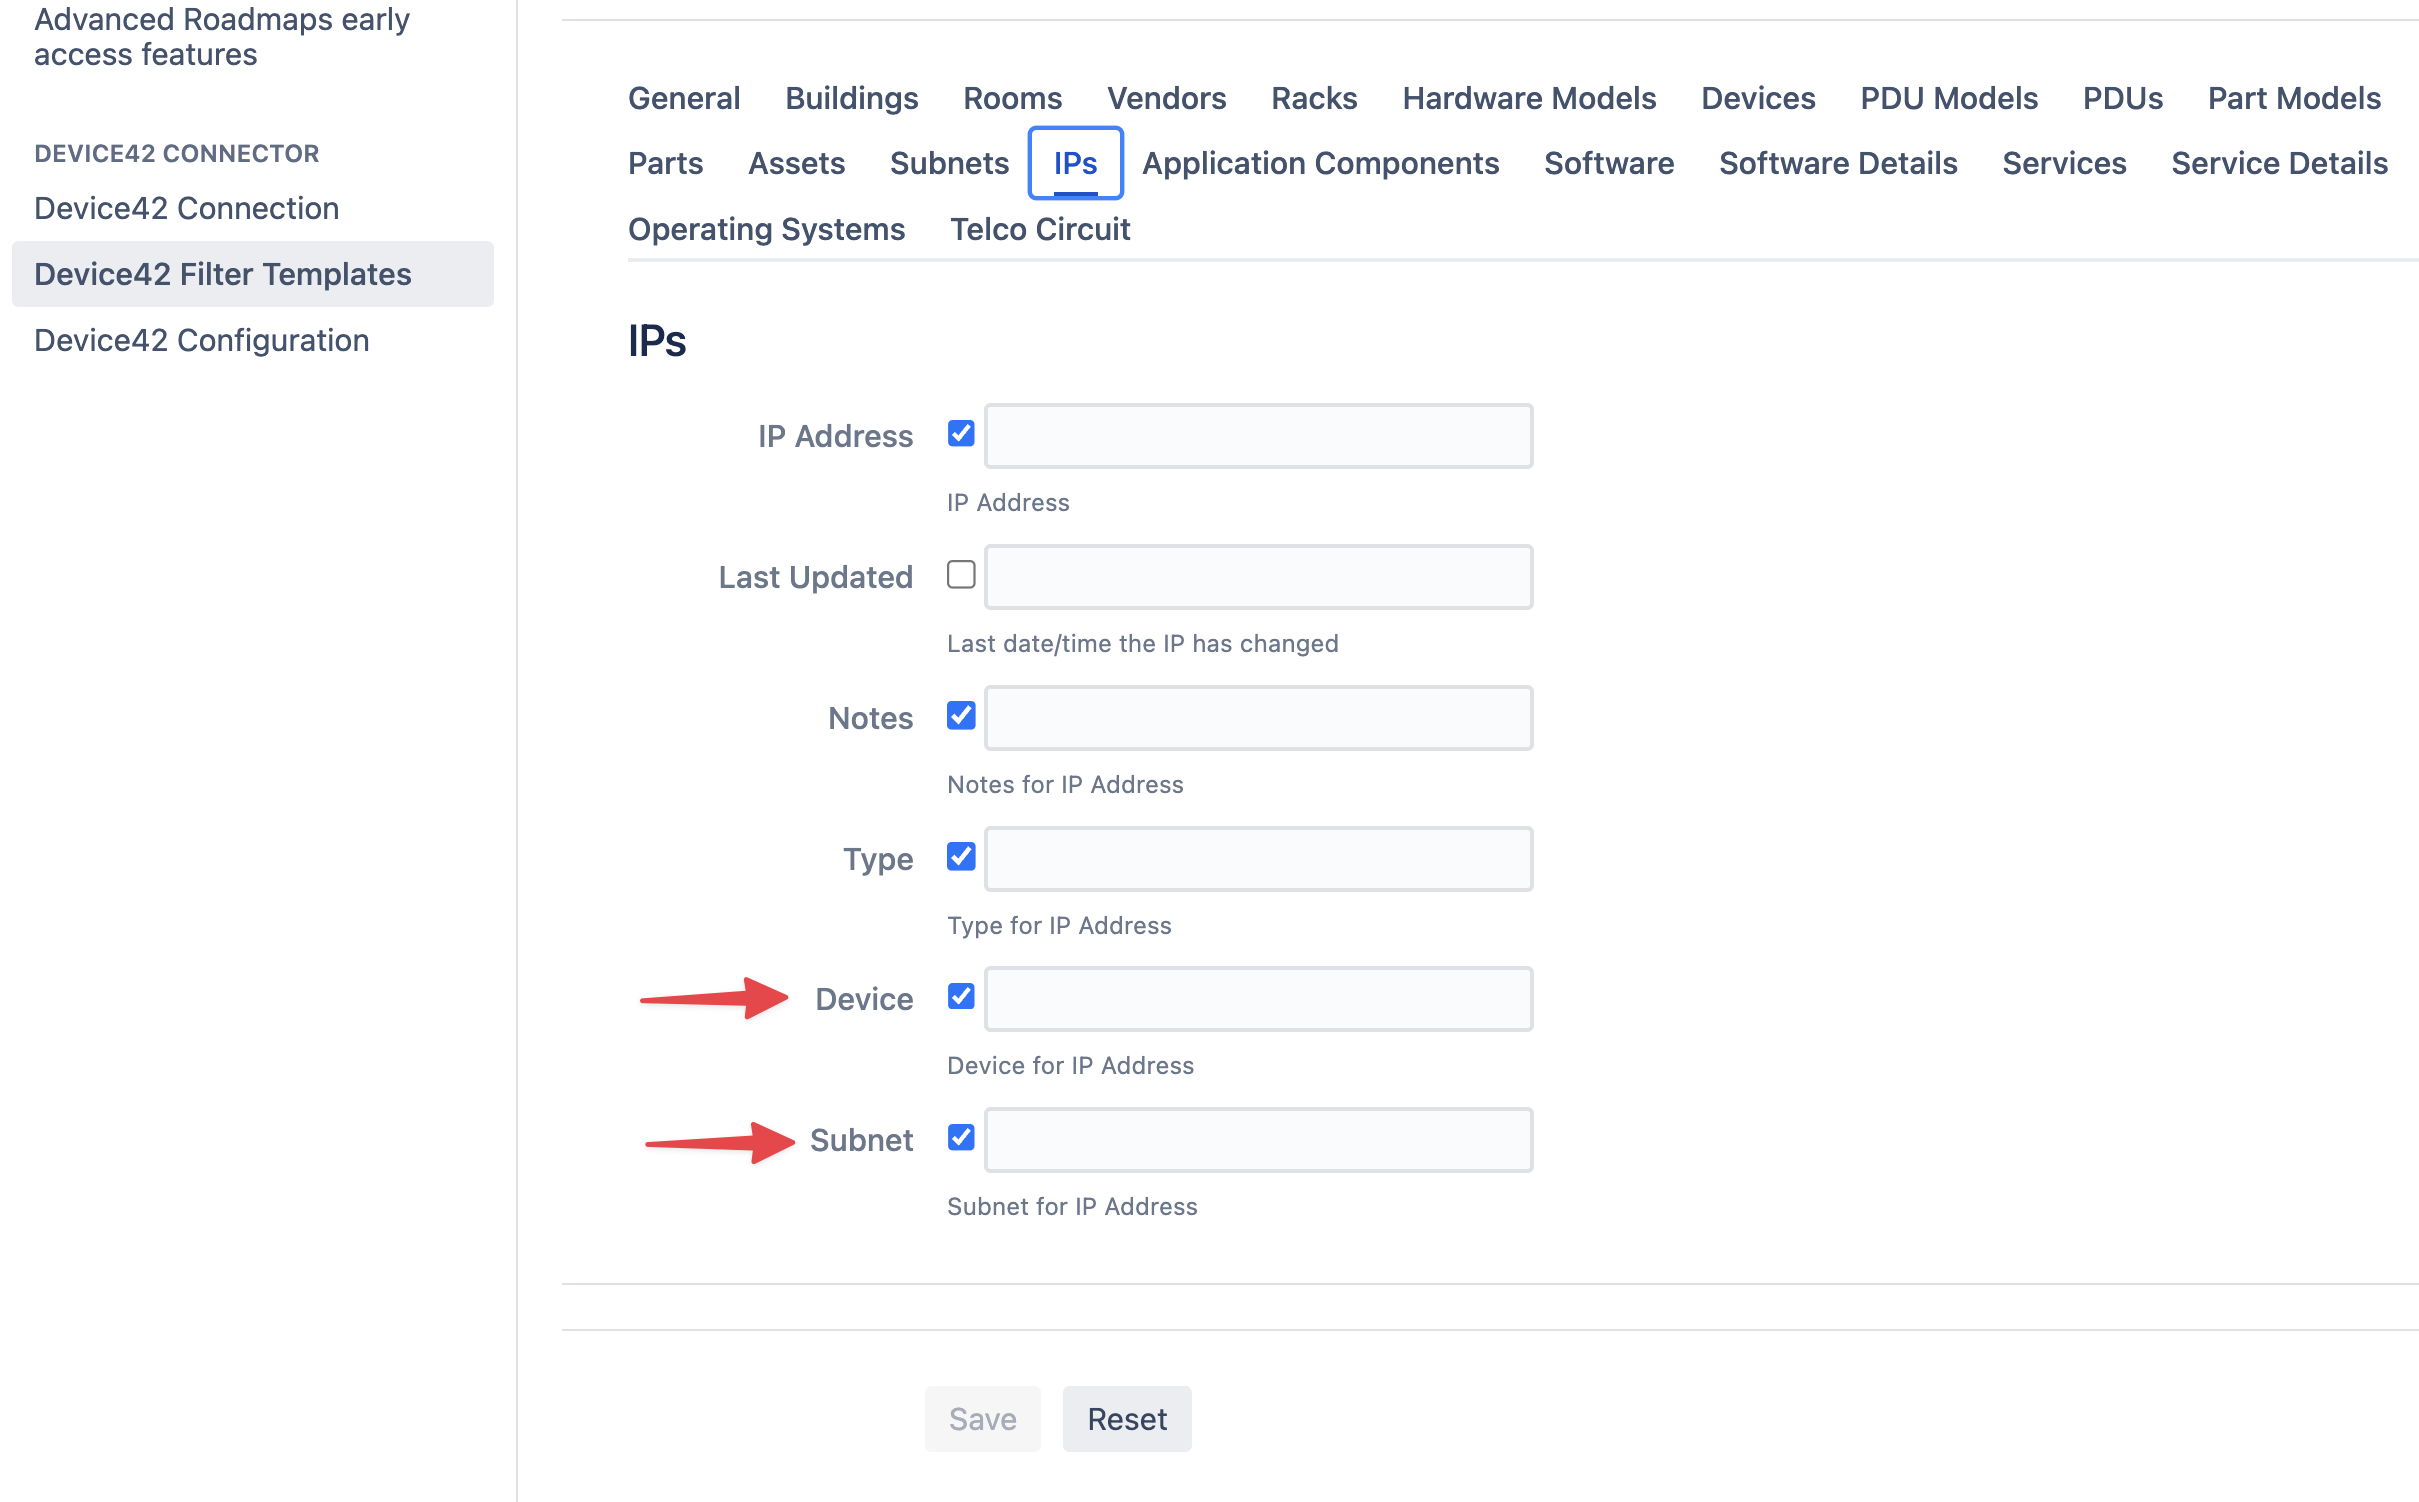 Advanced Roadmaps early
access features
DEVICE42 CONNECTOR
Device42 Connection
Device42 Filter Templates
Device42 Configuration
General Buildings Rooms Vendors Racks Hardware Models Devices PDU Models PDUs Part Models
Parts Assets Subnets IPs Application Components Software Software Details Services Service Details
Operating Systems Telco Circuit
IPs
IP Address
IP Address
Last Updated
Last date/time the IP has changed
Notes
Notes for IP Address
Type
Type for IP Address
Device
Device for IP Address
Subnet
Subnet for IP Address
Save Reset